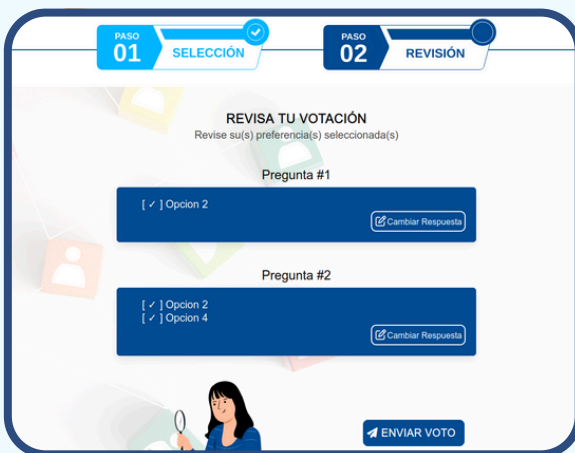 PASO
01
SELECCIÓN
PASO
02
REVISIÓN
REVISA TU VOTACIÓN
Revise su(s) preferencia(s) seleccionada(s)
Pregunta #1
[ ✓ ] Opcion 2
Cambiar Respuesta
Pregunta #2
[ ✓ ] Opcion 2
[ ✓ ] Opcion 4
Cambiar Respuesta
ENVIAR VOTO